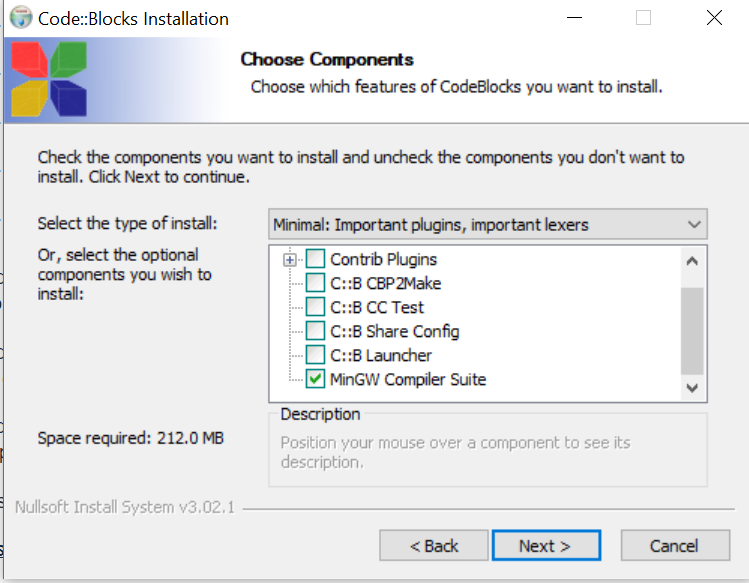 Code::Blocks Installation
Choose Components
Choose which features of CodeBlocks you want to install.
Check the components you want to install and uncheck the components you don't want to
install. Click Next to continue.
Select the type of install:
Minimal: Important plugins, important lexers
Or, select the optional
components you wish to
install:
Contrib Plugins
C::B CBP2Make
C::B CC Test
C::B Share Config
C::B Launcher
MinGW Compiler Suite
Space required: 212.0 MB
Description
Position your mouse over a component to see its
description.
Nullsoft Install System v3.02.1
< Back
Next >
Cancel